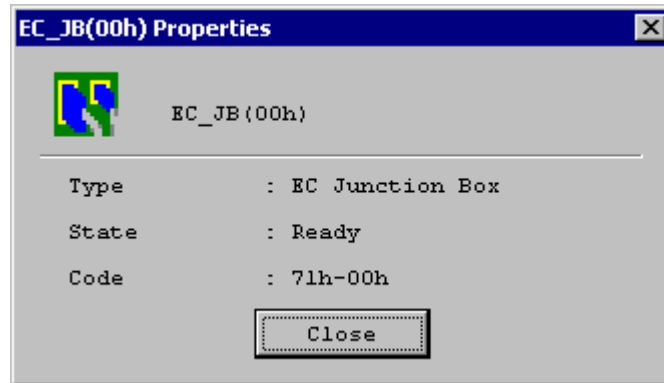 EC_JB(00h) Properties
EC_JB(00h)
Type : EC Junction Box
State : Ready
Code : 71h-00h
Close